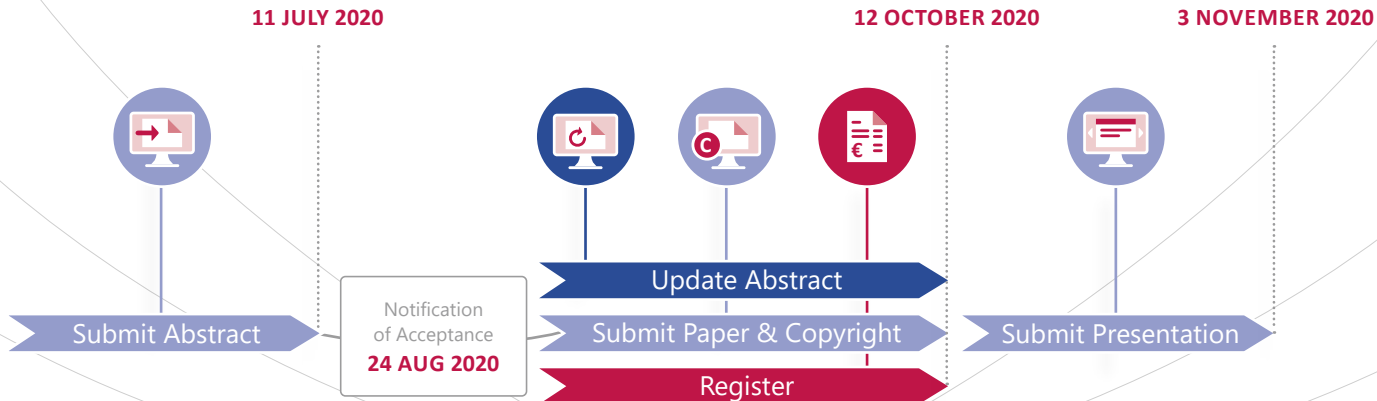 11 JULY 2020
12 OCTOBER 2020
3 NOVEMBER 2020
C
€
Update Abstract
Notification
of Acceptance
24 AUG 2020
Submit Abstract
Submit Paper & Copyright
Submit Presentation
Register